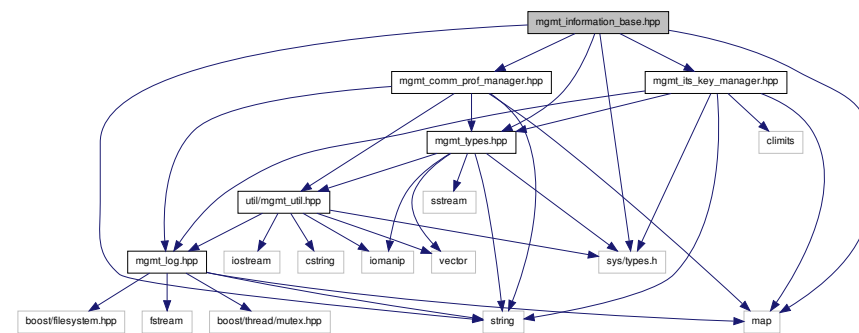 mgmt_information_base.hpp
mgmt_comm_prof_manager.hpp
mgmt_its_key_manager.hpp
mgmt_types.hpp
climits
util/mgmt_util.hpp
sstream
mgmt_log.hpp
iostream
cstring
iomanip
vector
sys/types.h
boost/filesystem.hpp
fstream
boost/thread/mutex.hpp
string
map